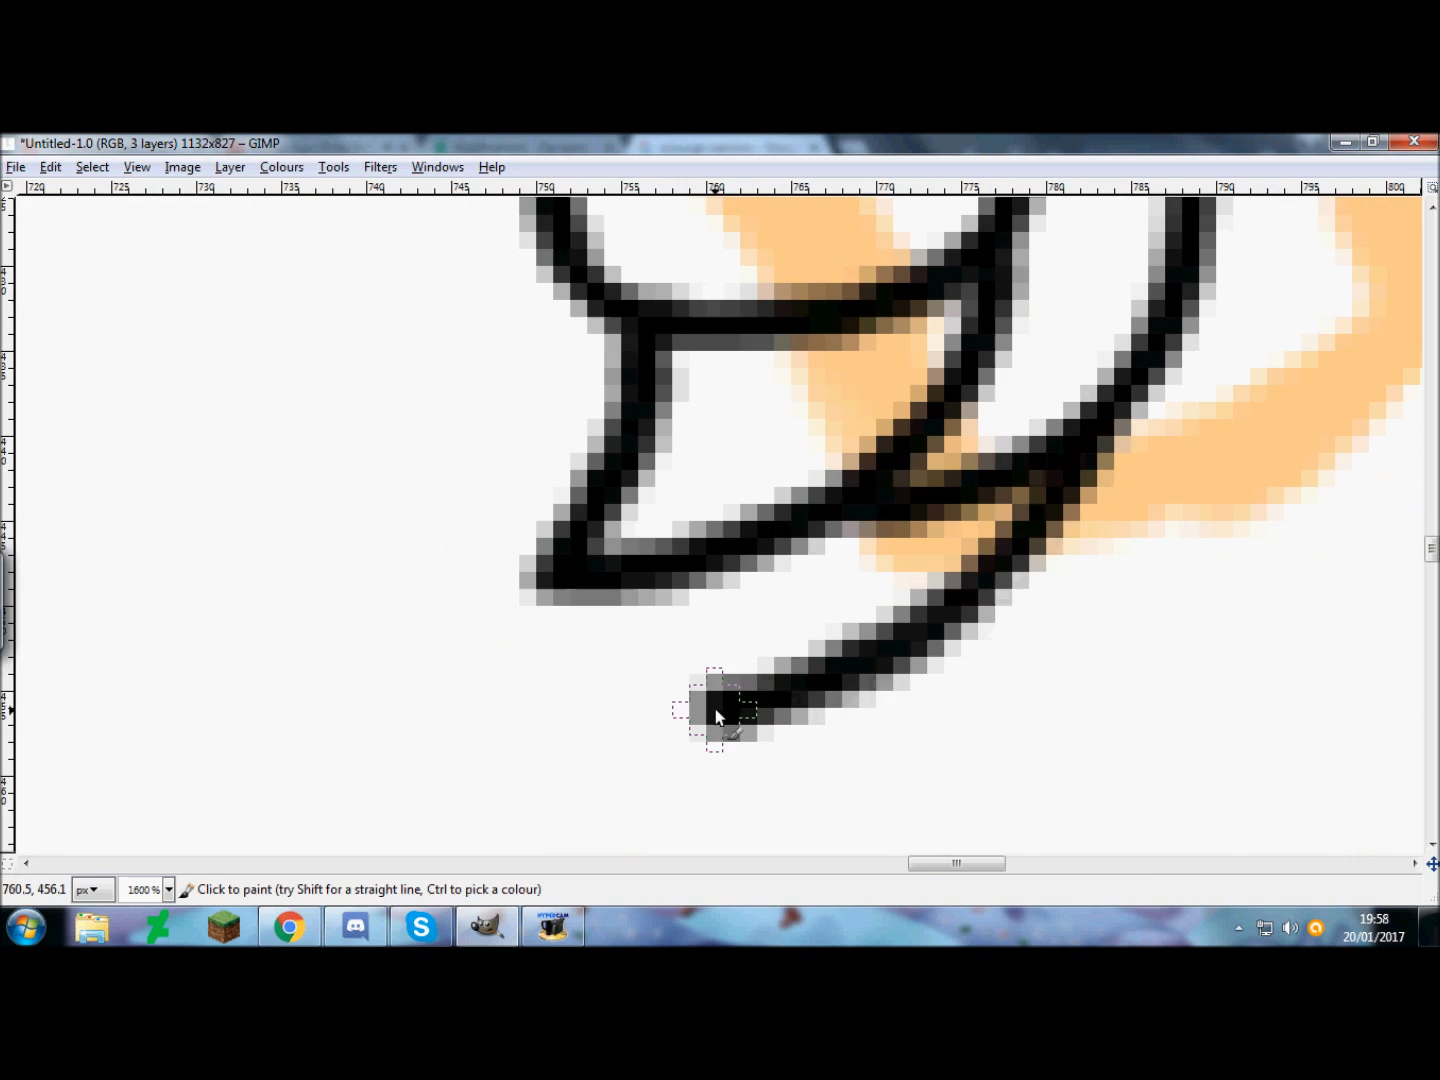 *Untitled-1.0 (RGB, 3 layers) 1132x827 – GIMP
File Edit Select View Image Layer Colours Tools Filters Windows Help
720 725 730 735 740 745 750 755 760 765 770 775 780 785 790 795 800
760.5, 456.1 px 1600 % Click to paint (try Shift for a straight line, Ctrl to pick a colour)
HYPERCAM
19:58
20/01/2017